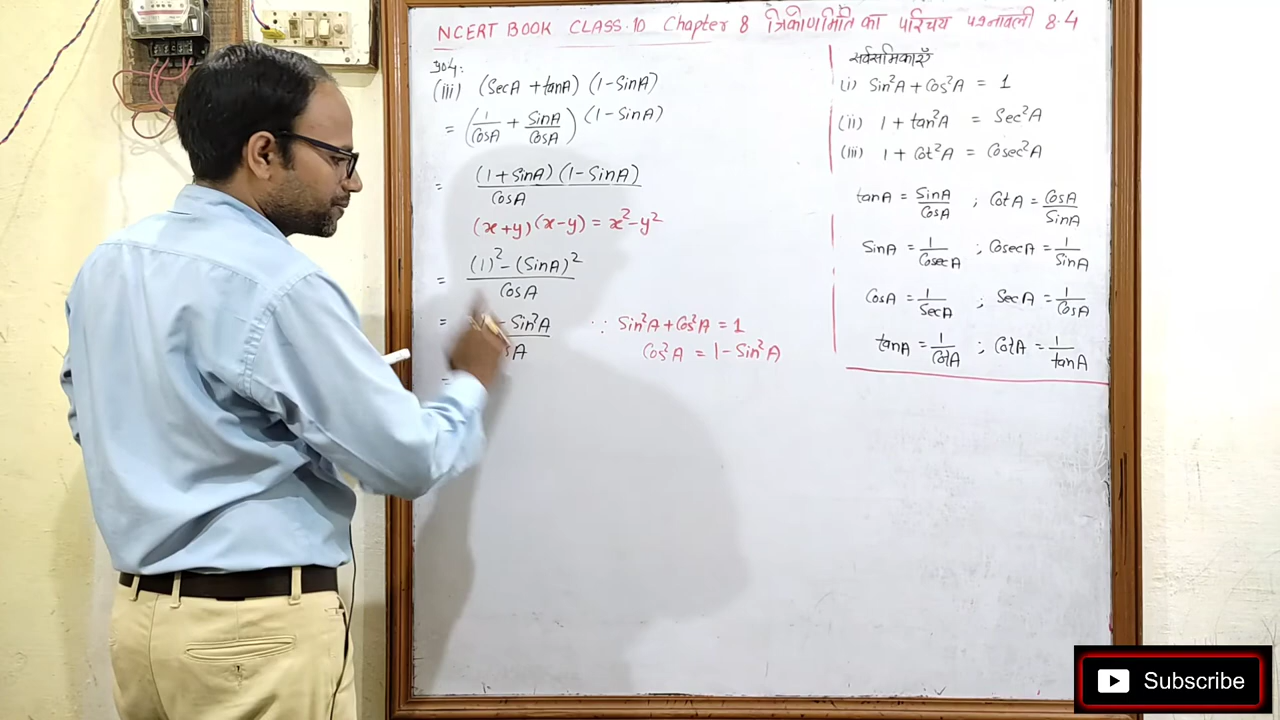 NCERT BOOK CLASS-10 Chapter 8 त्रिकोणमिति का परिचय प्रश्नावली 8.4
304:
(iii) (SecA + tanA) (1-SinA)
= (1/CosA + SinA/CosA) (1-SinA)
= (1+SinA) (1-SinA) / CosA
(x+y)(x-y) = x²-y²
= (1)² - (SinA)² / CosA
= - Sin²A / A ∵ Sin²A + Cos²A = 1
Cos²A = 1 - Sin²A
=
सर्वसमिकाएँ
(i) Sin²A + Cos²A = 1
(ii) 1 + tan²A = Sec²A
(iii) 1 + Cot²A = Cosec²A
tanA = SinA/CosA ; CotA = CosA/SinA
SinA = 1/CosecA ; CosecA = 1/SinA
CosA = 1/SecA ; SecA = 1/CosA
tanA = 1/CotA ; CotA = 1/tanA
Subscribe